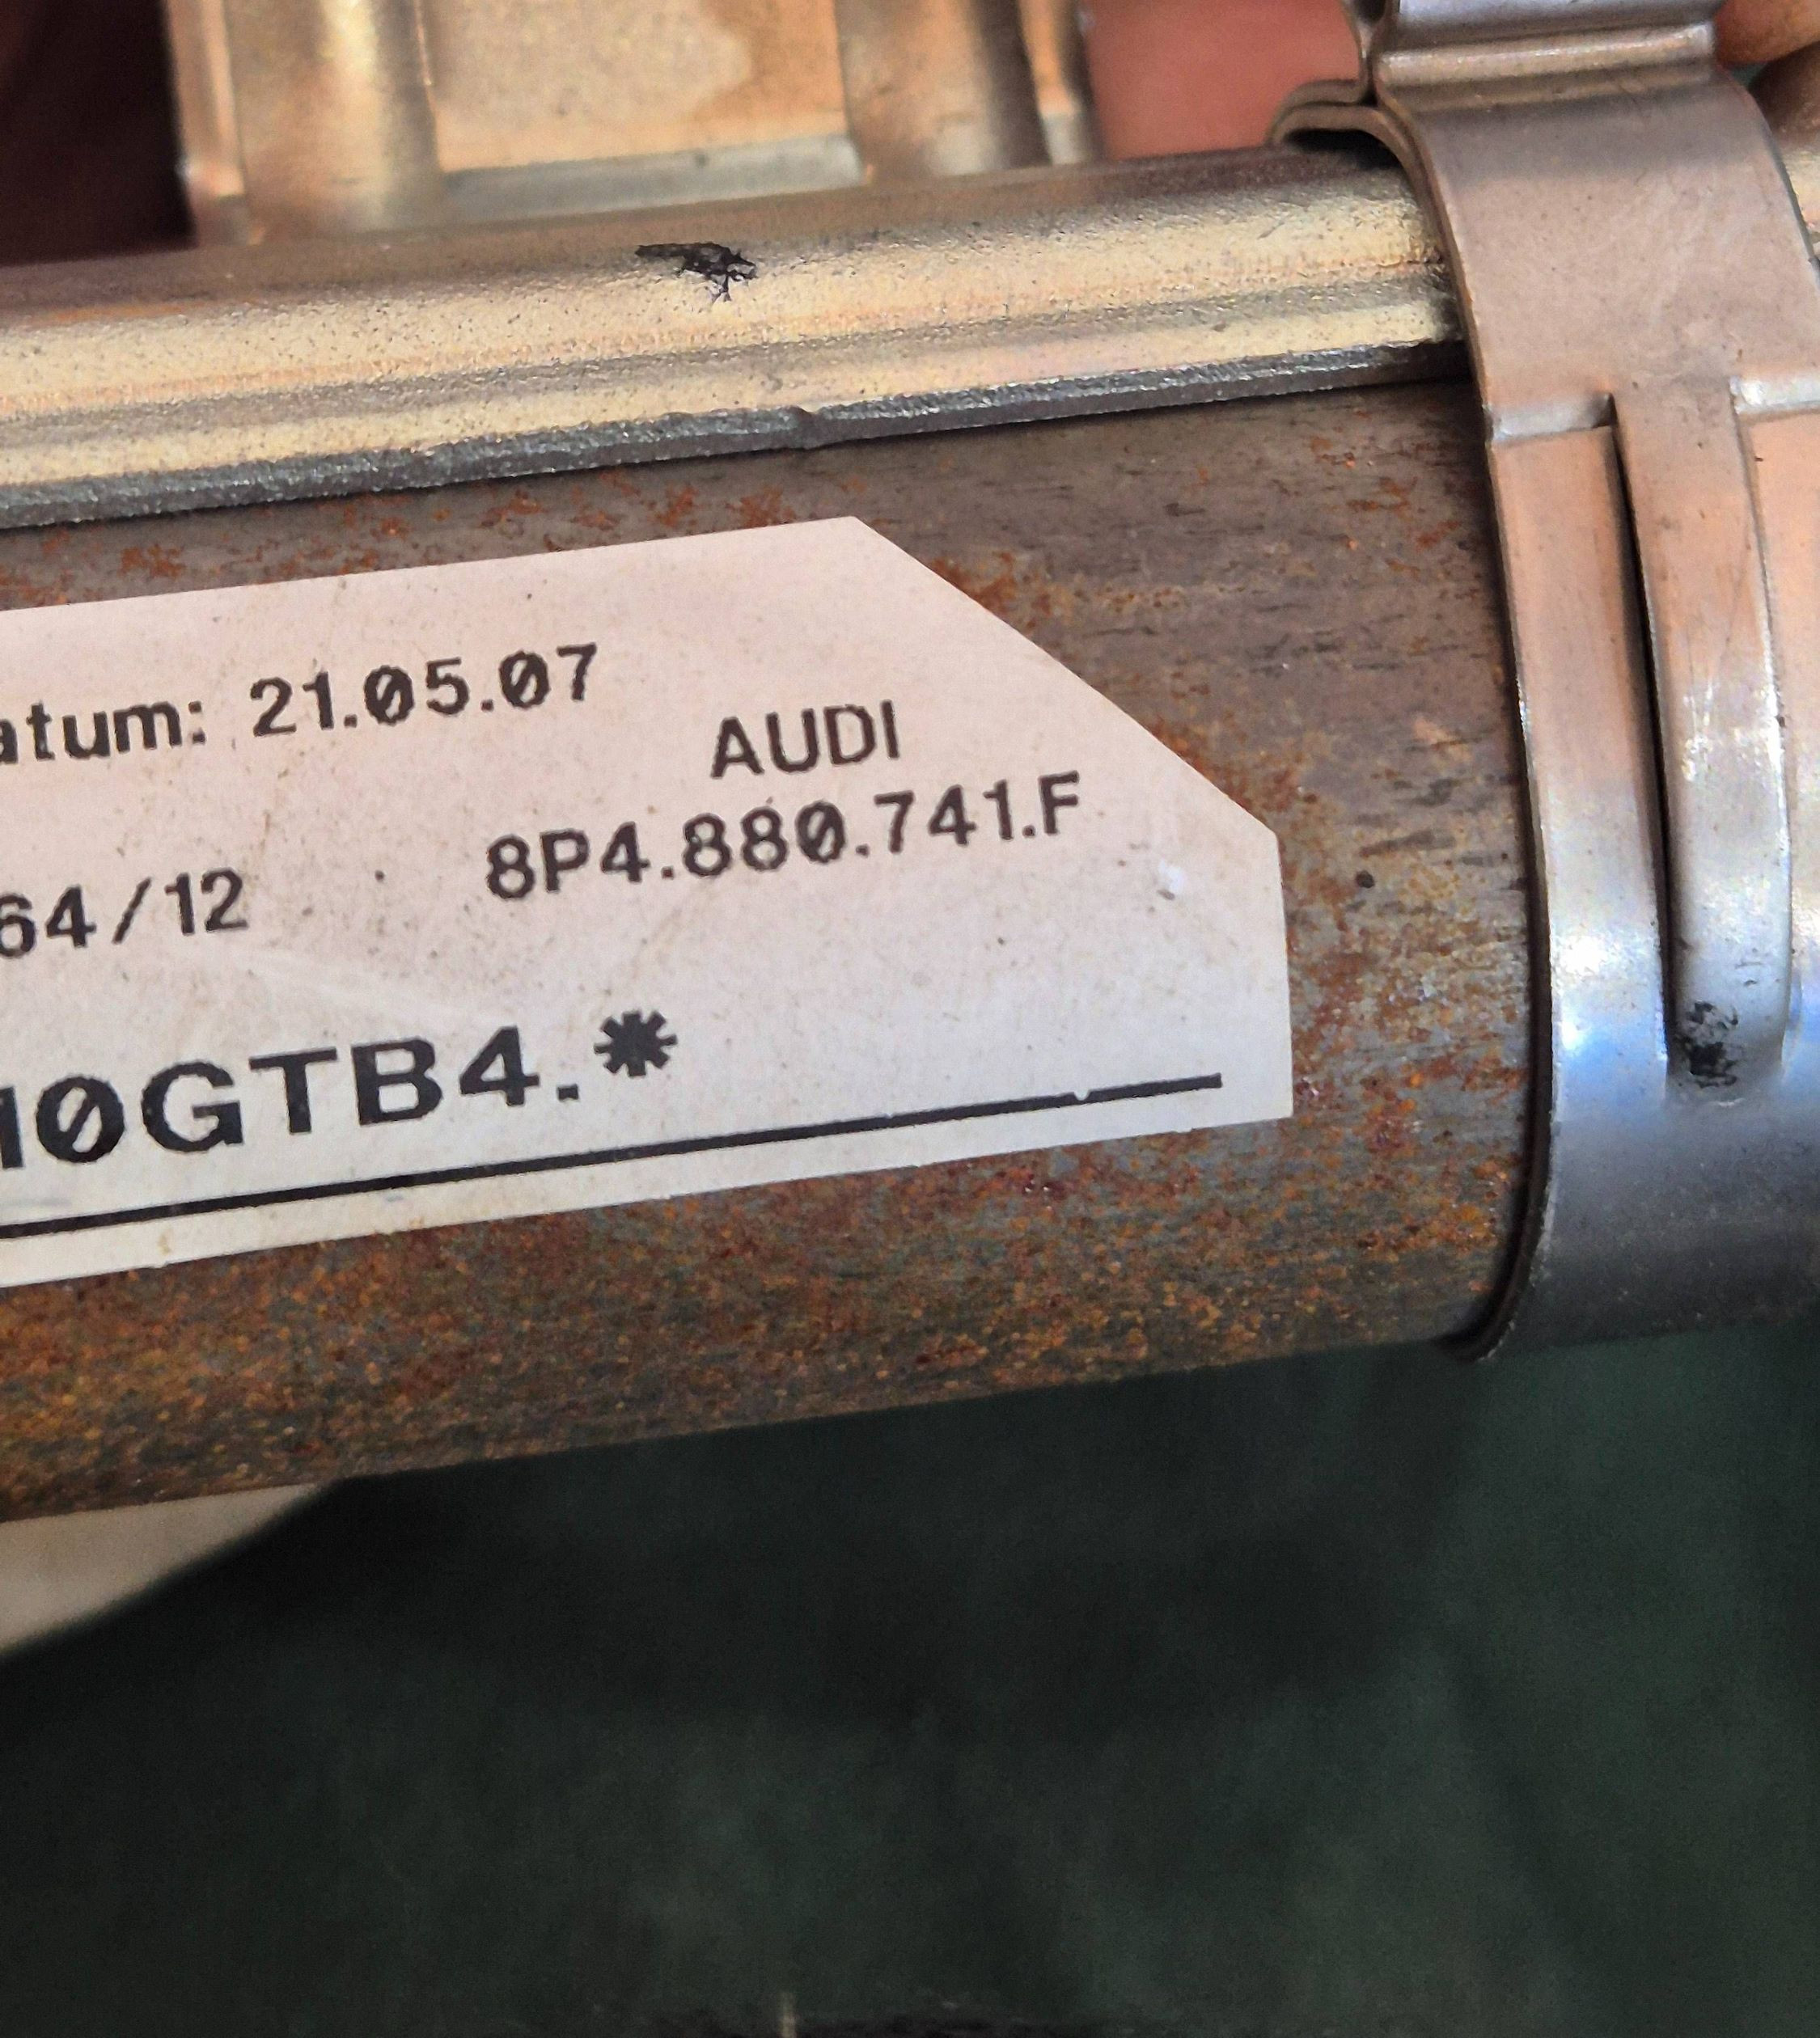 atum: 21.05.07
AUDI
8P4.880.741.F
64/12
10GTB4.*